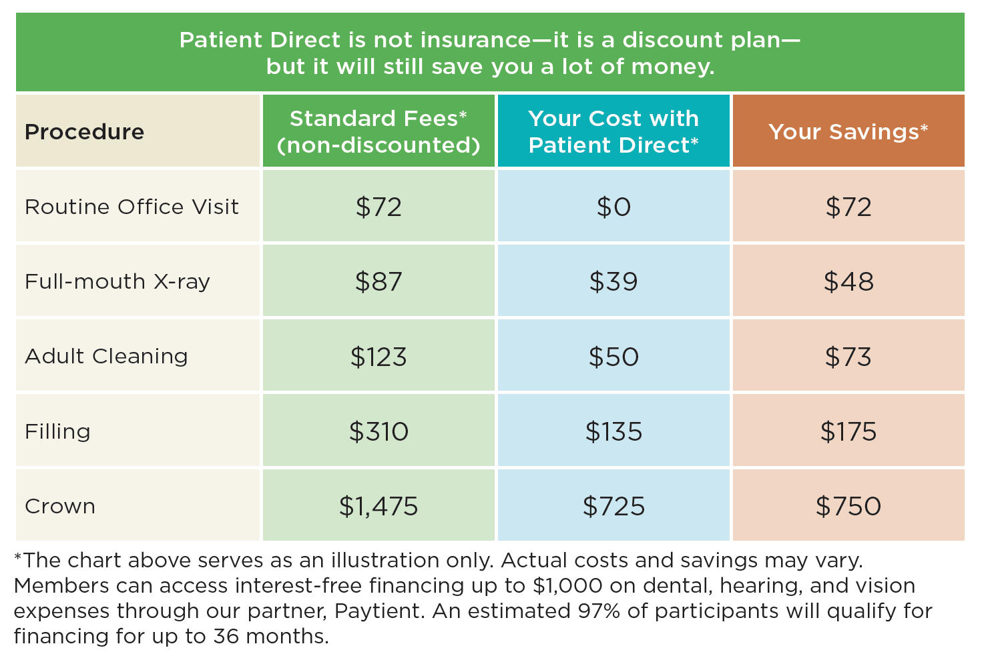 Patient Direct is not insurance—it is a discount plan—
but it will still save you a lot of money.
Procedure
Standard Fees*
(non-discounted)
Your Cost with
Patient Direct*
Your Savings*
Routine Office Visit
$72
$0
$72
Full-mouth X-ray
$87
$39
$48
Adult Cleaning
$123
$50
$73
Filling
$310
$135
$175
Crown
$1,475
$725
$750
*The chart above serves as an illustration only. Actual costs and savings may vary.
Members can access interest-free financing up to $1,000 on dental, hearing, and vision
expenses through our partner, Paytient. An estimated 97% of participants will qualify for
financing for up to 36 months.